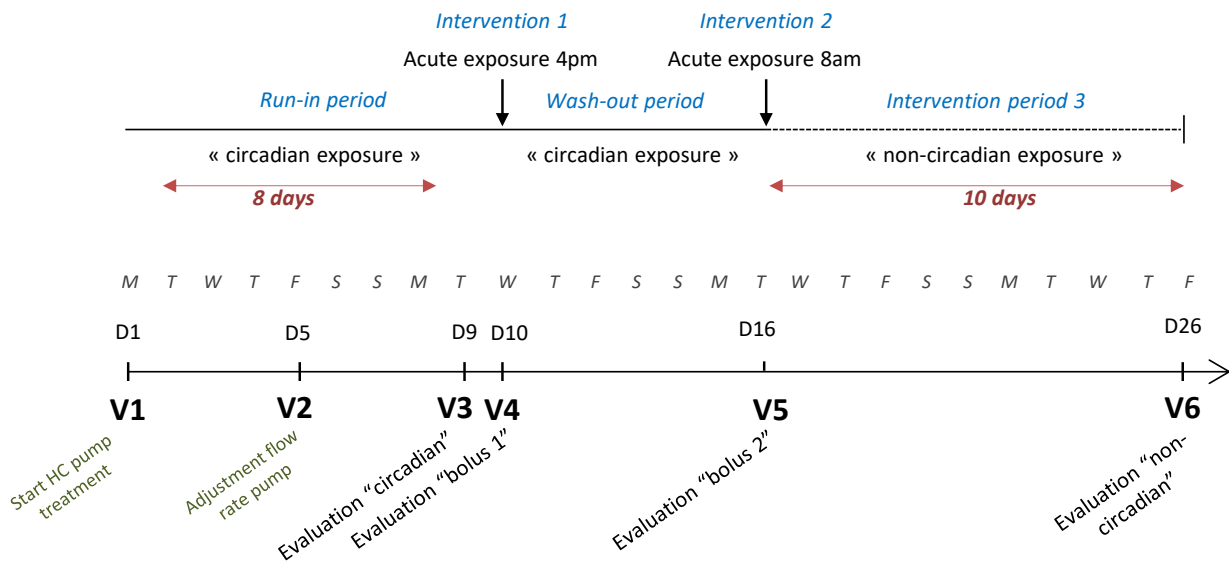 Intervention 1 Intervention 2
Acute exposure 4pm Acute exposure 8am
Run-in period Wash-out period Intervention period 3
« circadian exposure » « circadian exposure » « non-circadian exposure »
8 days 10 days
M T W T F S S M T W T F S S M T W T F S S M T W T F
D1 D5 D9 D10 D16 D26
V1 V2 V3 V4 V5 V6
Start HC pump
treatment
Adjustment flow
rate pump
Evaluation “circadian”
Evaluation “bolus 1”
Evaluation “bolus 2”
Evaluation “non-
circadian”